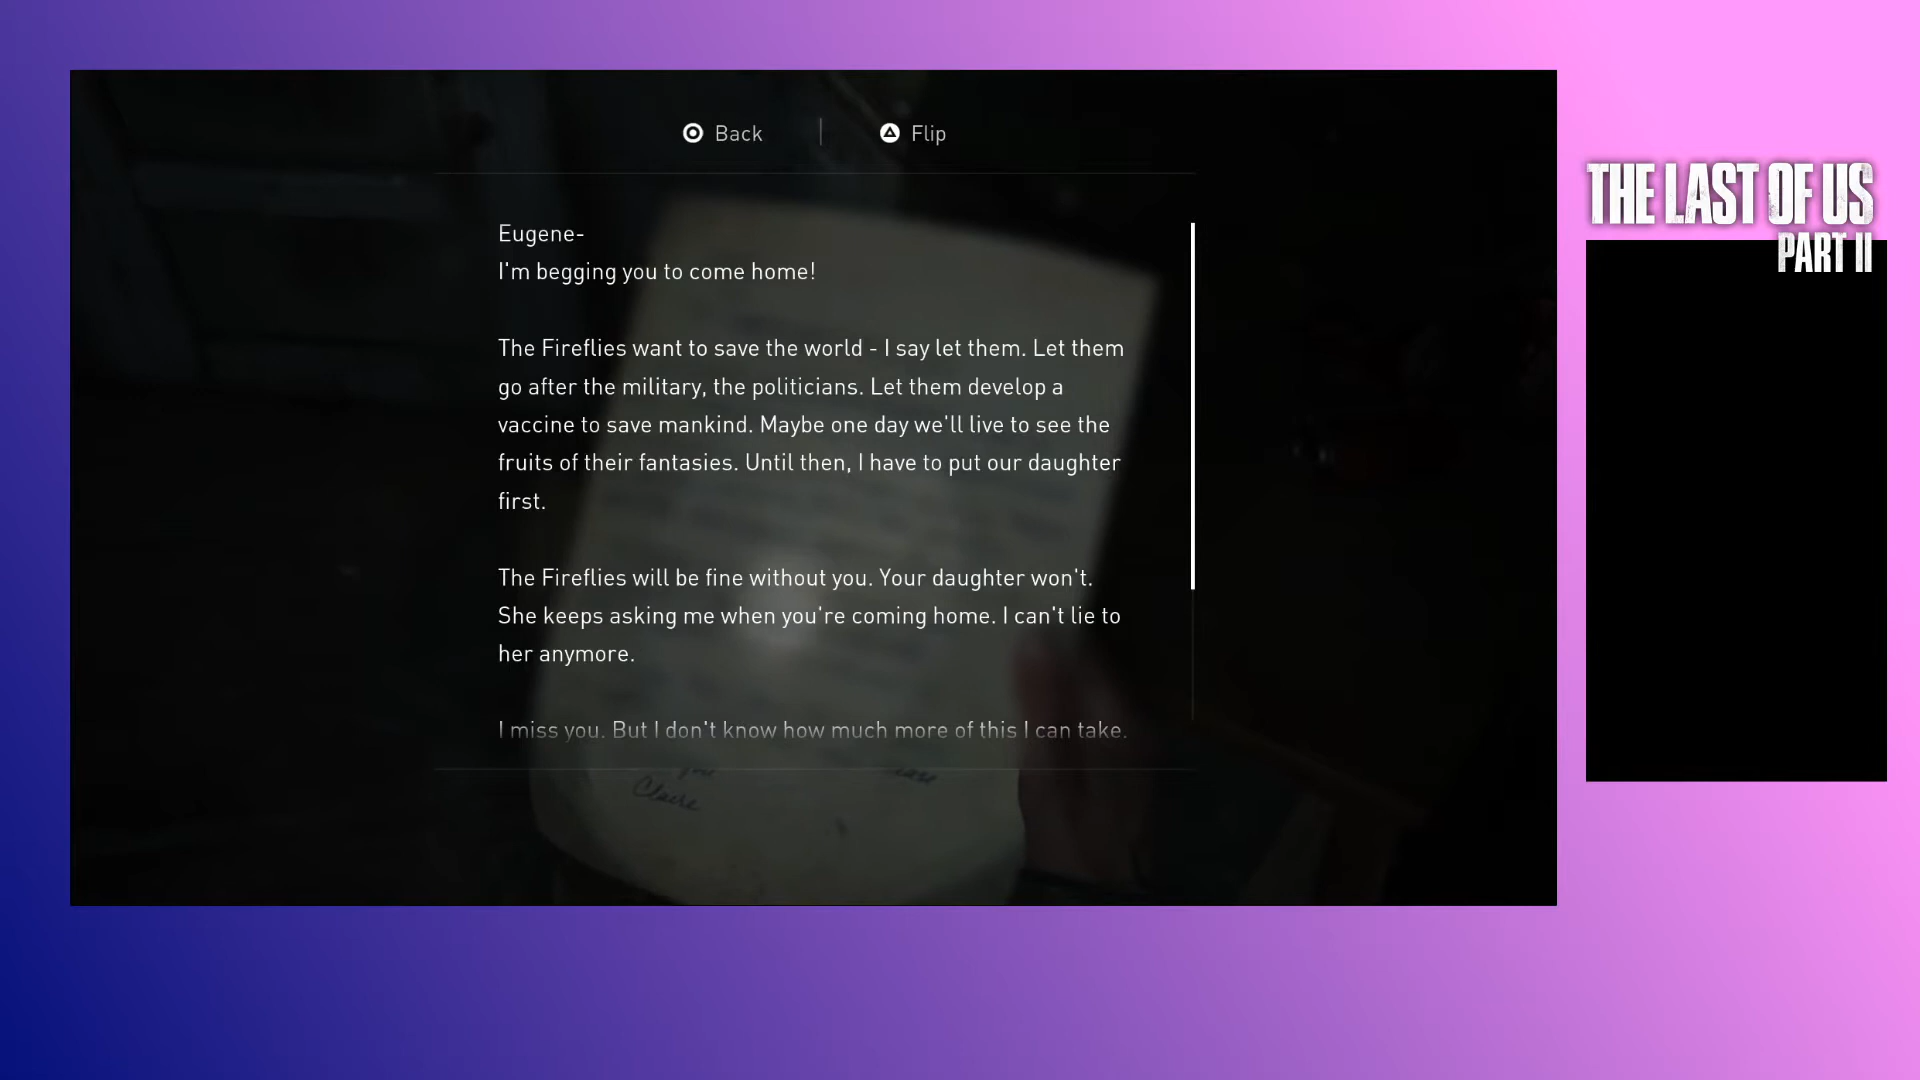 Back
Flip
THE LAST OF US
PART II
Eugene-
I'm begging you to come home!
The Fireflies want to save the world - I say let them. Let them
go after the military, the politicians. Let them develop a
vaccine to save mankind. Maybe one day we'll live to see the
fruits of their fantasies. Until then, I have to put our daughter
first.
The Fireflies will be fine without you. Your daughter won't.
She keeps asking me when you're coming home. I can't lie to
her anymore.
I miss you. But I don't know how much more of this I can take.
Claire